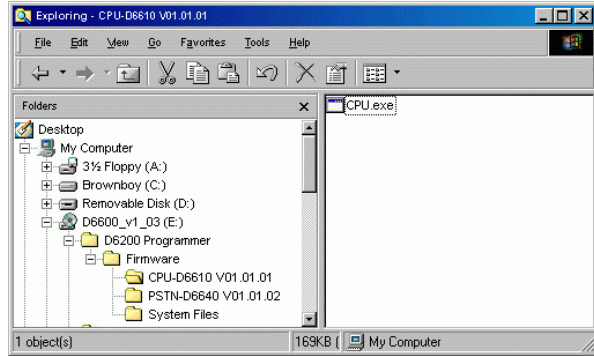 Exploring - CPU-D6610 V01.01.01
File Edit View Go Favorites Tools Help
Folders
CPU.exe
Desktop
My Computer
3½ Floppy (A:)
Brownboy (C:)
Removable Disk (D:)
D6600_v1_03 (E:)
D6200 Programmer
Firmware
CPU-D6610 V01.01.01
PSTN-D6640 V01.01.02
System Files
1 object(s) 169KB ( My Computer